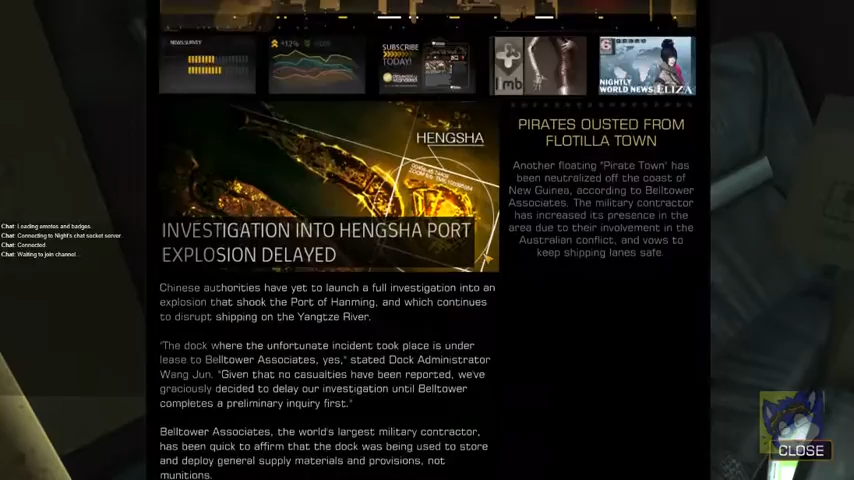 NEWS SURVEY
+12%
SUBSCRIBE
TODAY!
limb
6
NIGHTLY
WORLD NEWS
ELIZA
HENGSHA
INVESTIGATION INTO HENGSHA PORT
EXPLOSION DELAYED
Chinese authorities have yet to launch a full investigation into an
explosion that shook the Port of Hanming, and which continues
to disrupt shipping on the Yangtze River.
"The dock where the unfortunate incident took place is under
lease to Belltower Associates, yes," stated Dock Administrator
Wang Jun. "Given that no casualties have been reported, we've
graciously decided to delay our investigation until Belltower
completes a preliminary inquiry first."
Belltower Associates, the world's largest military contractor,
has been quick to affirm that the dock was being used to store
and deploy general supply materials and provisions, not
munitions.
PIRATES OUSTED FROM
FLOTILLA TOWN
Another floating "Pirate Town" has
been neutralized off the coast of
New Guinea, according to Belltower
Associates. The military contractor
has increased its presence in the
area due to their involvement in the
Australian conflict, and vows to
keep shipping lanes safe.
Chat: Loading emotes and badges.
Chat: Connecting to Night's chat socket server...
Chat: Connected.
Chat: Waiting to join channel...
CLOSE